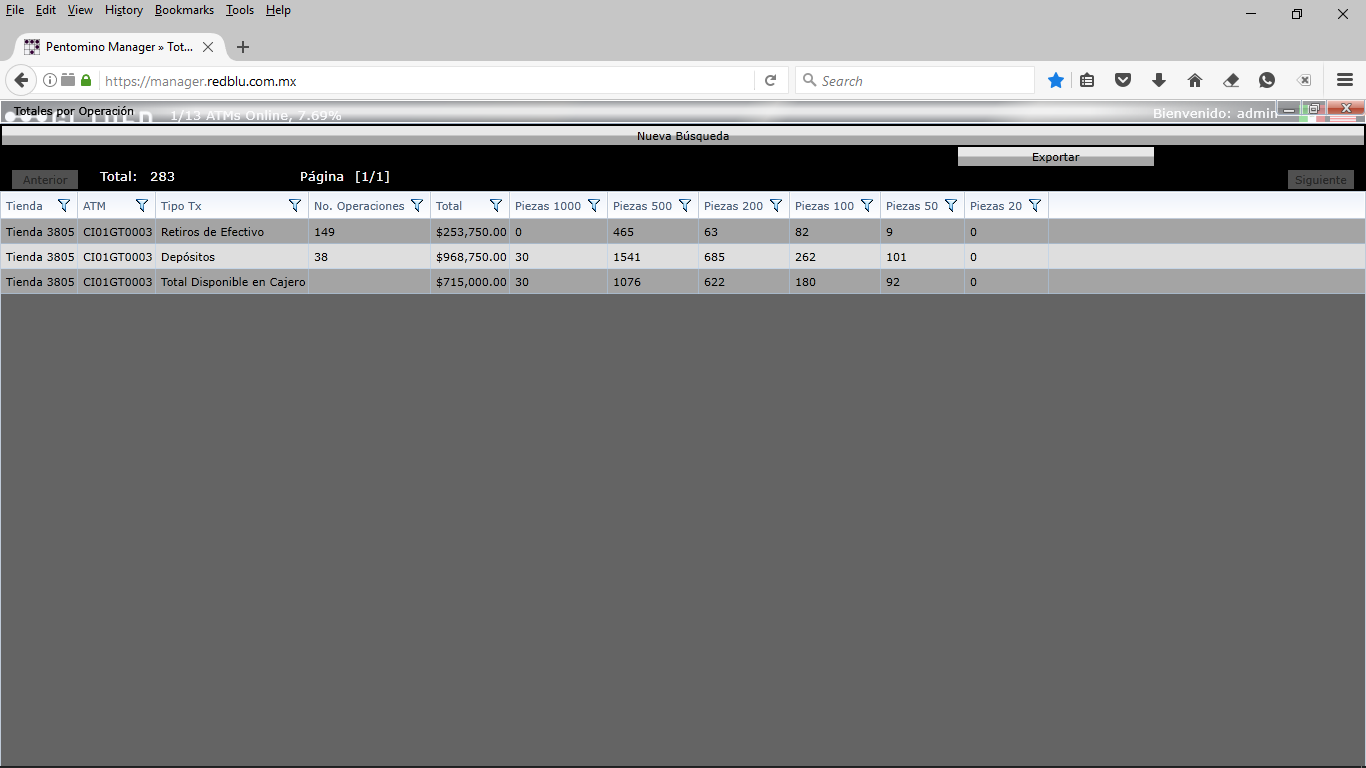 File Edit View History Bookmarks Tools Help
Pentomino Manager » Tot...
https://manager.redblu.com.mx
Search
Totales por Operación 1/13 ATMs Online, 7.69% Bienvenido: admin
Nueva Búsqueda
Exportar
Anterior Total: 283 Página [1/1] Siguiente
Tienda ATM Tipo Tx No. Operaciones Total Piezas 1000 Piezas 500 Piezas 200 Piezas 100 Piezas 50 Piezas 20
Tienda 3805 CI01GT0003 Retiros de Efectivo 149 $253,750.00 0 465 63 82 9 0
Tienda 3805 CI01GT0003 Depósitos 38 $968,750.00 30 1541 685 262 101 0
Tienda 3805 CI01GT0003 Total Disponible en Cajero $715,000.00 30 1076 622 180 92 0